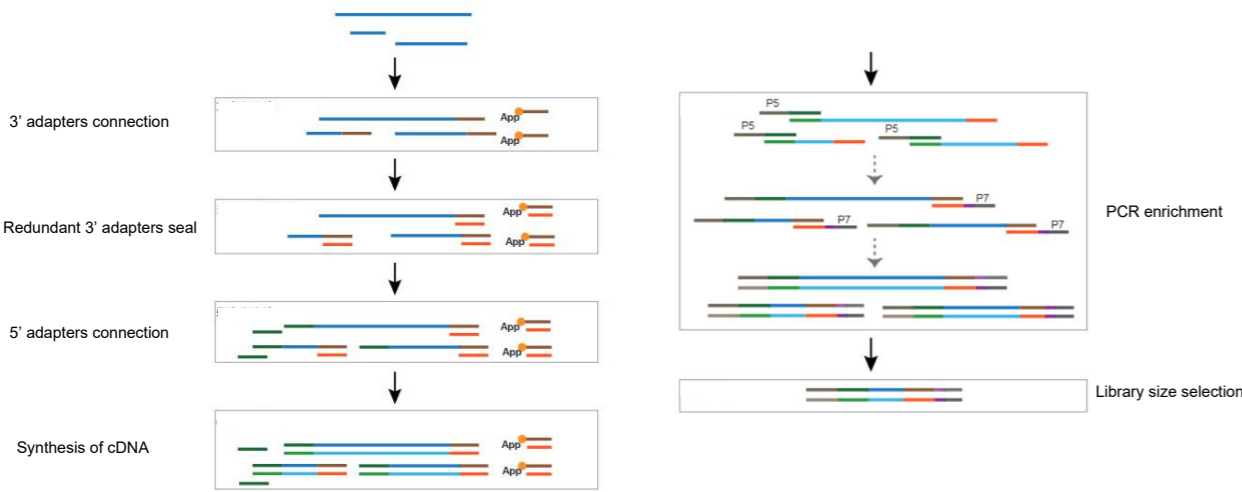 3’ adapters connection
App
App
Redundant 3’ adapters seal
App
App
5’ adapters connection
App
App
Synthesis of cDNA
App
App
P5
P5
P5
P7
P7
PCR enrichment
Library size selection